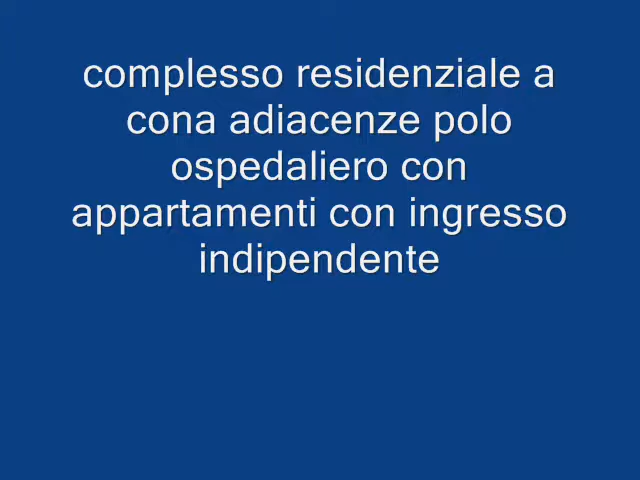 complesso residenziale a
cona adiacenze polo
ospedaliero con
appartamenti con ingresso
indipendente